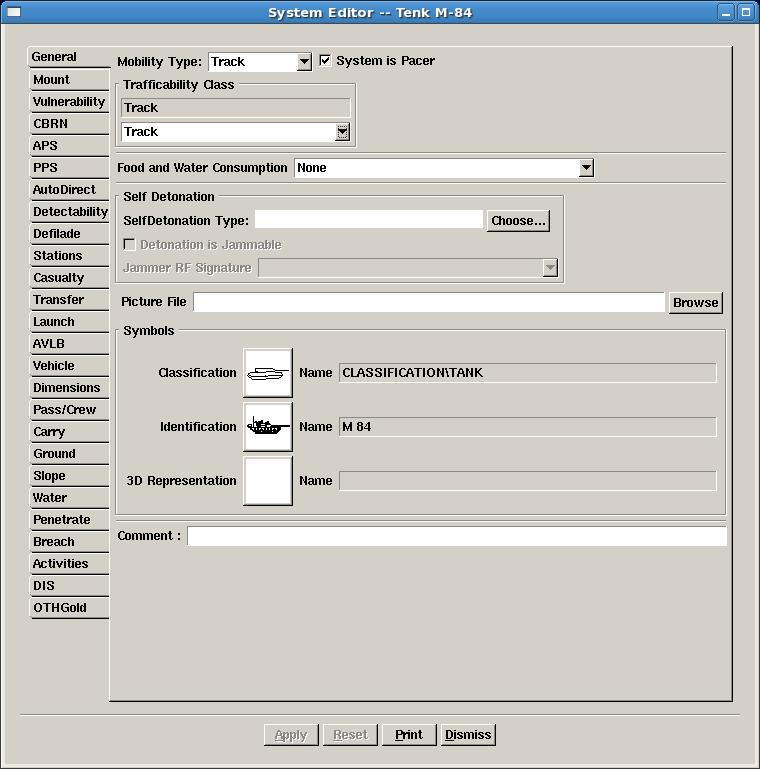 System Editor -- Tenk M-84
General
Mount
Vulnerability
CBRN
APS
PPS
AutoDirect
Detectability
Defilade
Stations
Casualty
Transfer
Launch
AVLB
Vehicle
Dimensions
Pass/Crew
Carry
Ground
Slope
Water
Penetrate
Breach
Activities
DIS
OTHGold
Mobility Type: Track System is Pacer
Trafficability Class
Track
Track
Food and Water Consumption None
Self Detonation
SelfDetonation Type: Choose...
Detonation is Jammable
Jammer RF Signature
Picture File Browse
Symbols
Classification Name CLASSIFICATION\TANK
Identification Name M 84
3D Representation Name
Comment :
Apply Reset Print Dismiss